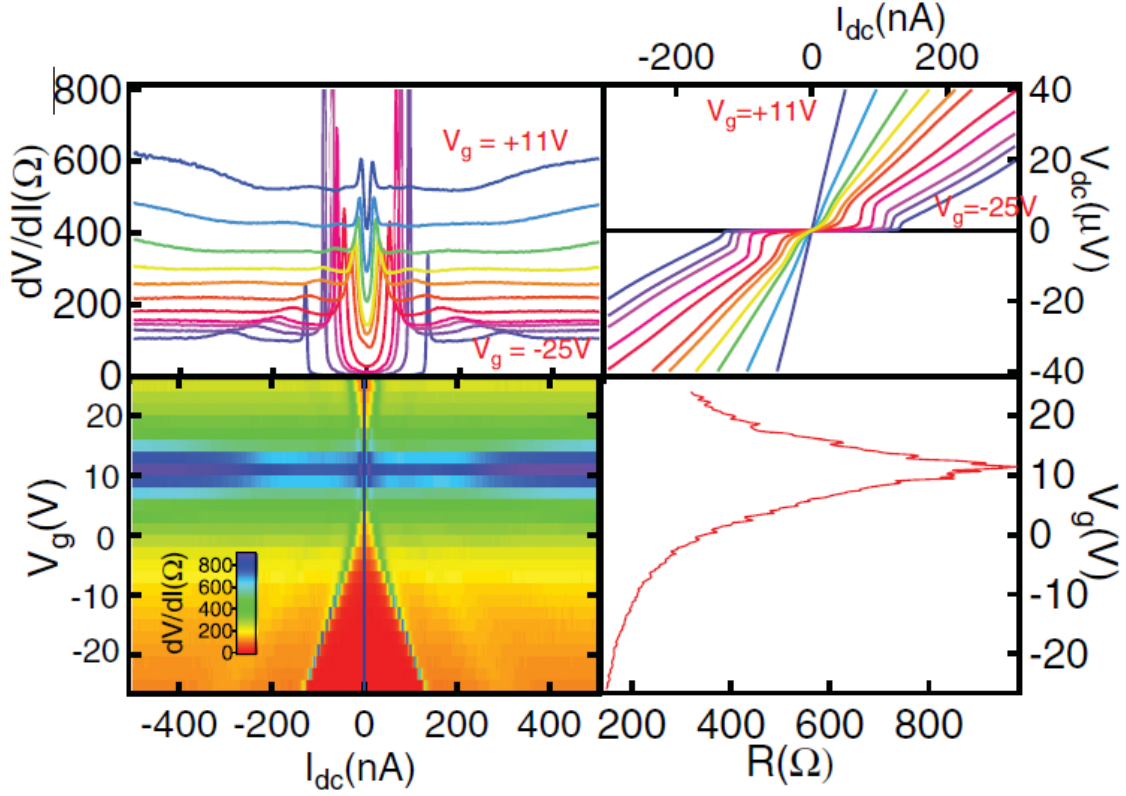 I_dc(nA)
-200 0 200
800
600
400
200
0
dV/dI(Ω)
V_g = +11V
V_g = -25V
V_g=+11V
V_g=-25V
40
20
0
-20
-40
V_dc(μV)
20
10
0
-10
-20
V_g(V)
dV/dI(Ω)
800
600
400
200
0
-400 -200 0 200 400
I_dc(nA)
20
10
0
-10
-20
V_g(V)
200 400 600 800
R(Ω)